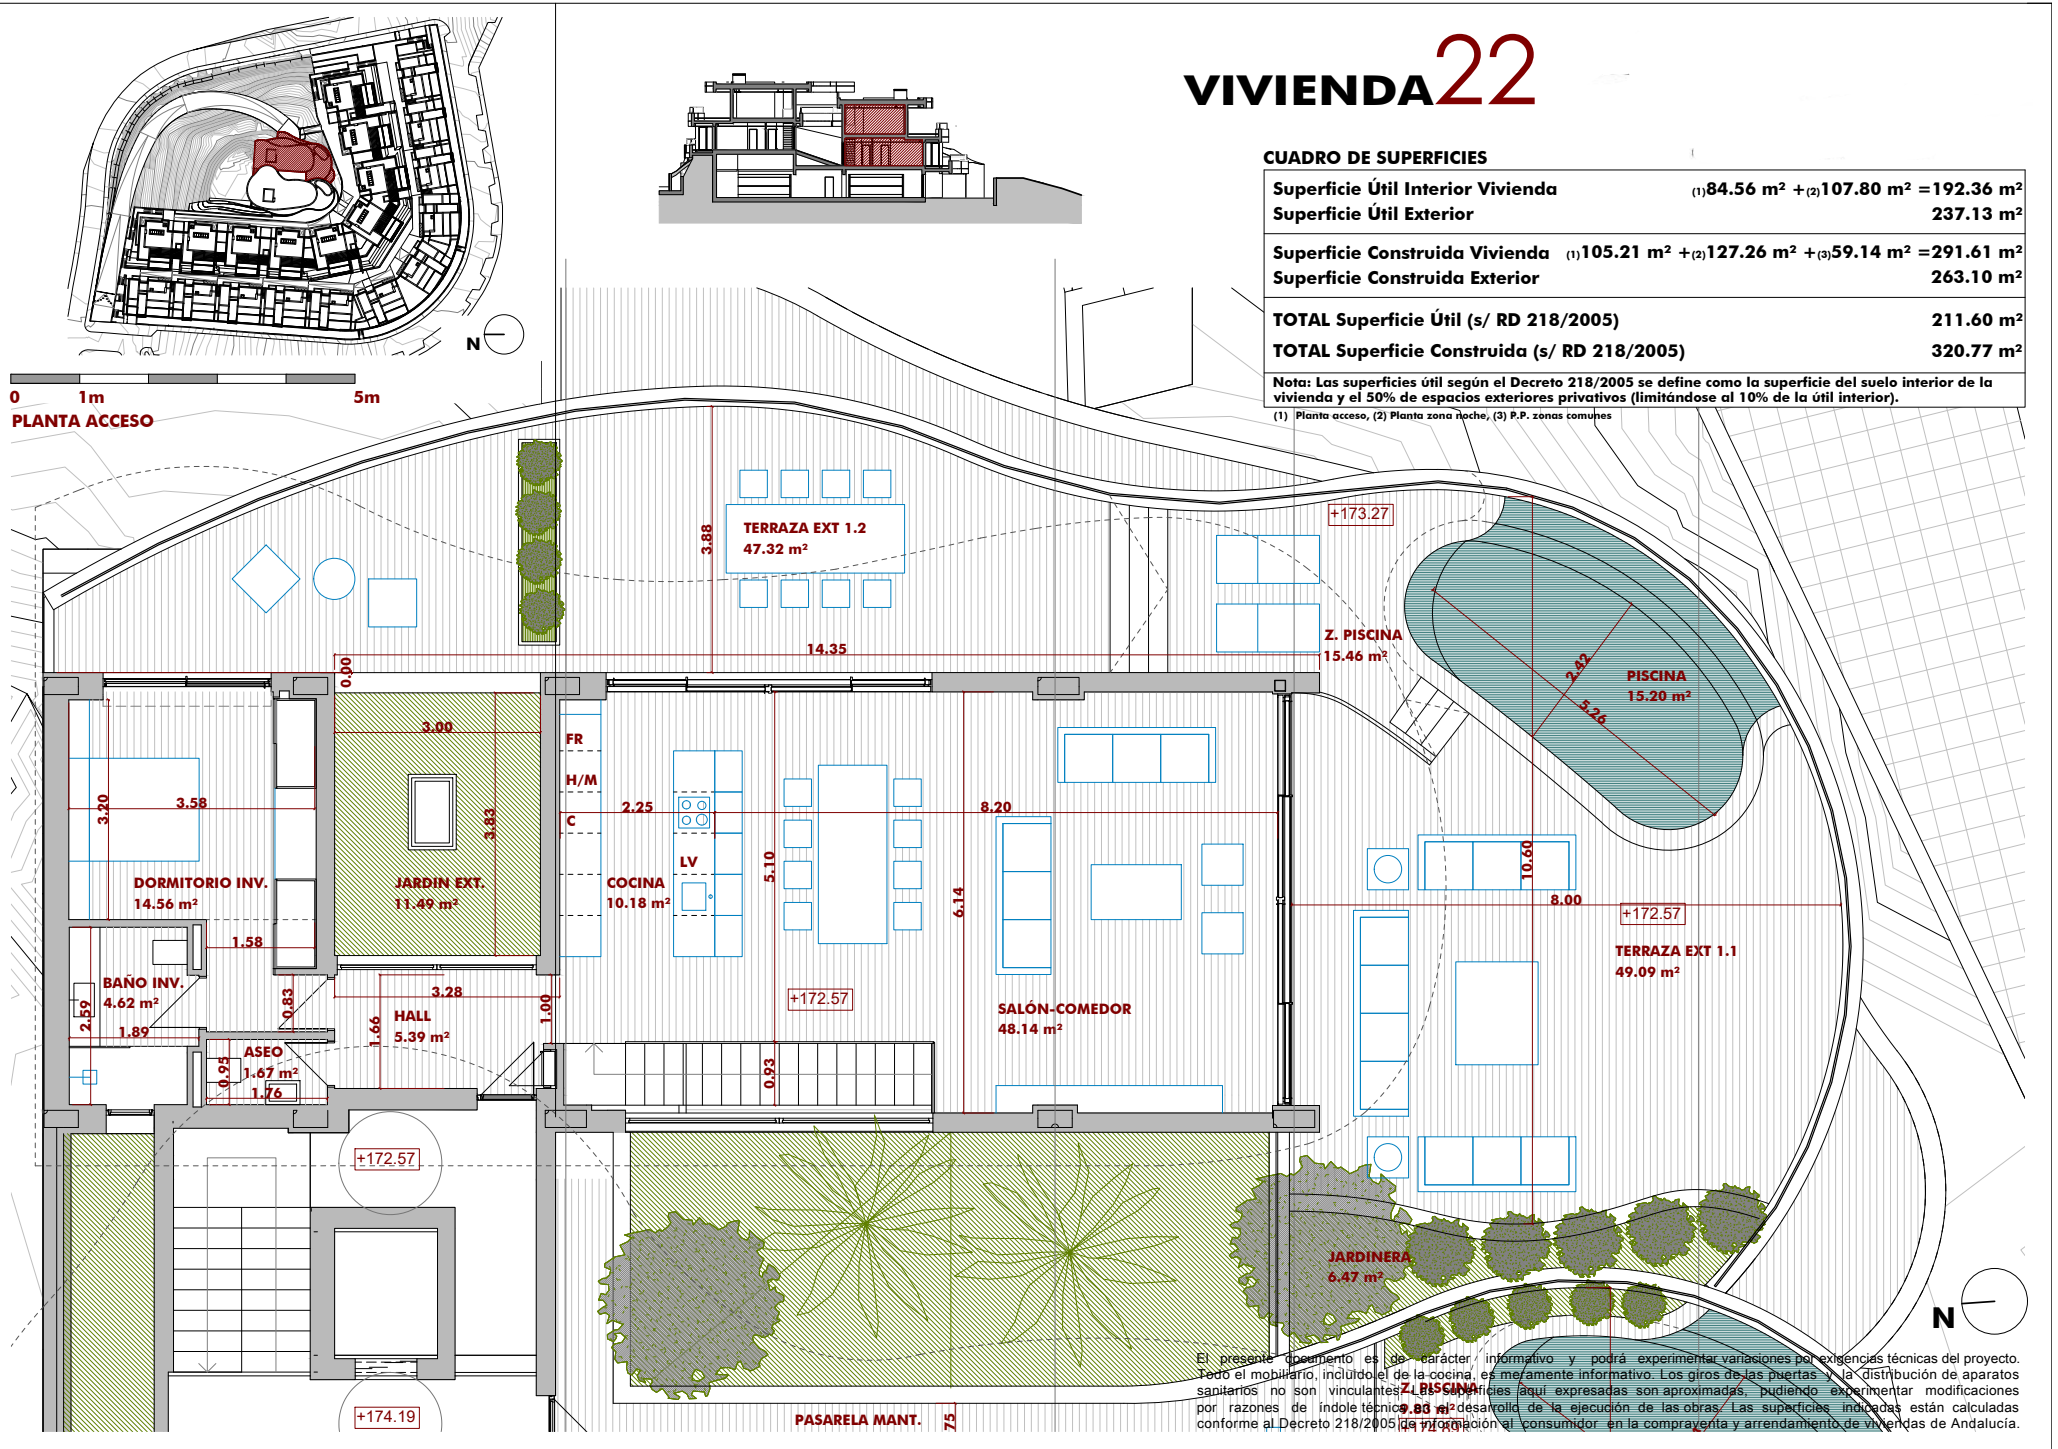 VIVIENDA 22
CUADRO DE SUPERFICIES
Superficie Útil Interior Vivienda (1)84.56 m² +(2)107.80 m² =192.36 m²
Superficie Útil Exterior 237.13 m²
Superficie Construida Vivienda (1)105.21 m² +(2)127.26 m² +(3)59.14 m² =291.61 m²
Superficie Construida Exterior 263.10 m²
TOTAL Superficie Útil (s/ RD 218/2005) 211.60 m²
TOTAL Superficie Construida (s/ RD 218/2005) 320.77 m²
Nota: Las superficies útil según el Decreto 218/2005 se define como la superficie del suelo interior de la
vivienda y el 50% de espacios exteriores privativos (limitándose al 10% de la útil interior).
(1) Planta acceso, (2) Planta zona noche, (3) P.P. zonas comunes
N
0 1m 5m
PLANTA ACCESO
+173.27
TERRAZA EXT 1.2
47.32 m²
3.88
14.35
0.00
Z. PISCINA
15.46 m²
PISCINA
15.20 m²
2.42
5.26
3.00
FR
H/M
C
LV
3.20
3.58
3.83
2.25
8.20
5.10
6.14
10.60
8.00
DORMITORIO INV.
14.56 m²
JARDIN EXT.
11.49 m²
COCINA
10.18 m²
+172.57
TERRAZA EXT 1.1
49.09 m²
1.58
BAÑO INV.
4.62 m²
2.59
1.89
0.83
3.28
1.00
HALL
5.39 m²
1.66
+172.57
SALÓN-COMEDOR
48.14 m²
ASEO
1.67 m²
0.95
1.76
0.93
+172.57
JARDINERA
6.47 m²
N
+174.19
PASARELA MANT.
75
Z. PISCINA
9.83 m²
+174.89
El presente documento es de carácter informativo y podrá experimentar variaciones por exigencias técnicas del proyecto.
Todo el mobiliario, incluido el de la cocina, es meramente informativo. Los giros de las puertas y la distribución de aparatos
sanitarios no son vinculantes. Las superficies aquí expresadas son aproximadas, pudiendo experimentar modificaciones
por razones de índole técnica en el desarrollo de la ejecución de las obras. Las superficies indicadas están calculadas
conforme al Decreto 218/2005 de información al consumidor en la compraventa y arrendamiento de viviendas de Andalucía.